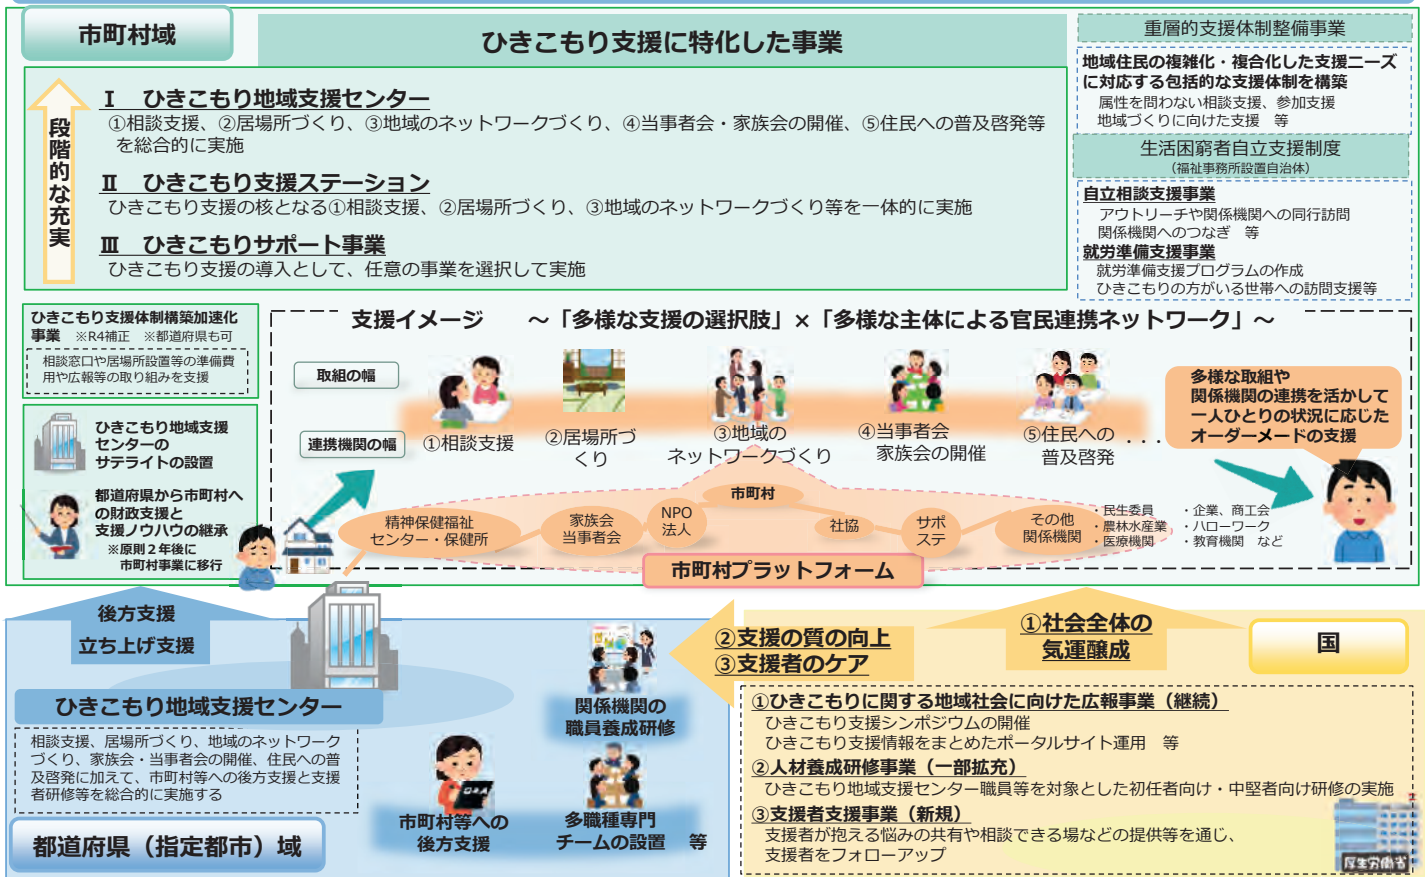 市町村域
ひきこもり支援に特化した事業
段階的な充実
Ⅰ　ひきこもり地域支援センター
①相談支援、②居場所づくり、③地域のネットワークづくり、④当事者会・家族会の開催、⑤住民への普及啓発等
を総合的に実施
Ⅱ　ひきこもり支援ステーション
ひきこもり支援の核となる①相談支援、②居場所づくり、③地域のネットワークづくり等を一体的に実施
Ⅲ　ひきこもりサポート事業
ひきこもり支援の導入として、任意の事業を選択して実施
重層的支援体制整備事業
地域住民の複雑化・複合化した支援ニーズ
に対応する包括的な支援体制を構築
属性を問わない相談支援、参加支援
地域づくりに向けた支援　等
生活困窮者自立支援制度
（福祉事務所設置自治体）
自立相談支援事業
アウトリーチや関係機関への同行訪問
関係機関へのつなぎ　等
就労準備支援事業
就労準備支援プログラムの作成
ひきこもりの方がいる世帯への訪問支援等
ひきこもり支援体制構築加速化
事業　※R4補正　※都道府県も可
相談窓口や居場所設置等の準備費
用や広報等の取り組みを支援
ひきこもり地域支援
センターの
サテライトの設置
都道府県から市町村へ
の財政支援と
支援ノウハウの継承
※原則２年後に
市町村事業に移行
支援イメージ　　～「多様な支援の選択肢」×「多様な主体による官民連携ネットワーク」～
取組の幅
連携機関の幅
①相談支援
②居場所づ
くり
③地域の
ネットワークづくり
④当事者会
家族会の開催
⑤住民への
普及啓発
・・・
多様な取組や
関係機関の連携を活かして
一人ひとりの状況に応じた
オーダーメードの支援
精神保健福祉
センター・保健所
家族会
当事者会
NPO
法人
市町村
社協
サポ
ステ
その他
関係機関
・民生委員
・農林水産業
・医療機関
・企業、商工会
・ハローワーク
・教育機関　など
市町村プラットフォーム
後方支援
立ち上げ支援
ひきこもり地域支援センター
相談支援、居場所づくり、地域のネットワーク
づくり、家族会・当事者会の開催、住民への普
及啓発に加えて、市町村等への後方支援と支援
者研修等を総合的に実施する
都道府県（指定都市）域
関係機関の
職員養成研修
Q&A
市町村等への
後方支援
多職種専門
チームの設置　等
②支援の質の向上
③支援者のケア
①社会全体の
気運醸成
国
①ひきこもりに関する地域社会に向けた広報事業（継続）
ひきこもり支援シンポジウムの開催
ひきこもり支援情報をまとめたポータルサイト運用　等
②人材養成研修事業（一部拡充）
ひきこもり地域支援センター職員等を対象とした初任者向け・中堅者向け研修の実施
③支援者支援事業（新規）
支援者が抱える悩みの共有や相談できる場などの提供等を通じ、
支援者をフォローアップ
厚生労働省